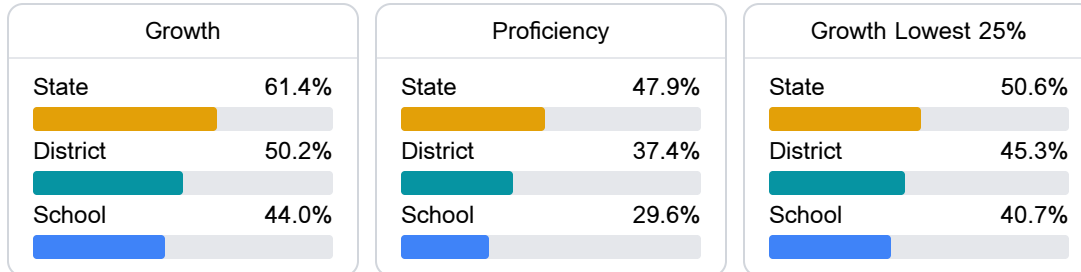 Growth
State 61.4%
District 50.2%
School 44.0%
Proficiency
State 47.9%
District 37.4%
School 29.6%
Growth Lowest 25%
State 50.6%
District 45.3%
School 40.7%